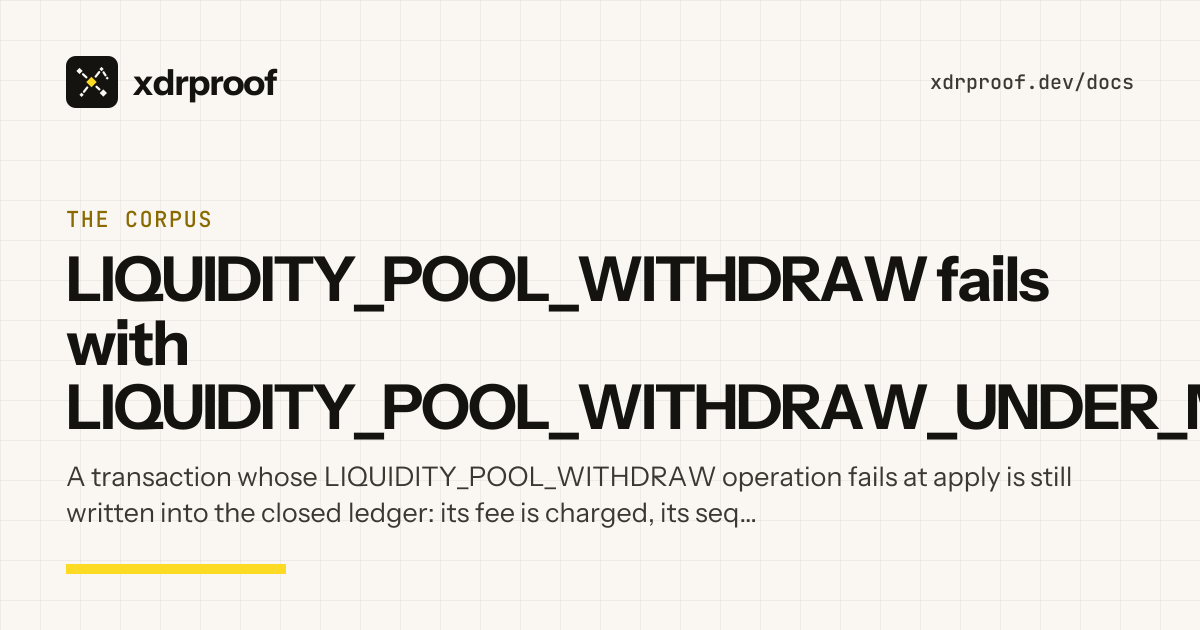 xdrproof
xdrproof.dev/docs
THE CORPUS
LIQUIDITY_POOL_WITHDRAW fails
with
LIQUIDITY_POOL_WITHDRAW_UNDER_M
A transaction whose LIQUIDITY_POOL_WITHDRAW operation fails at apply is still
written into the closed ledger: its fee is charged, its seq…